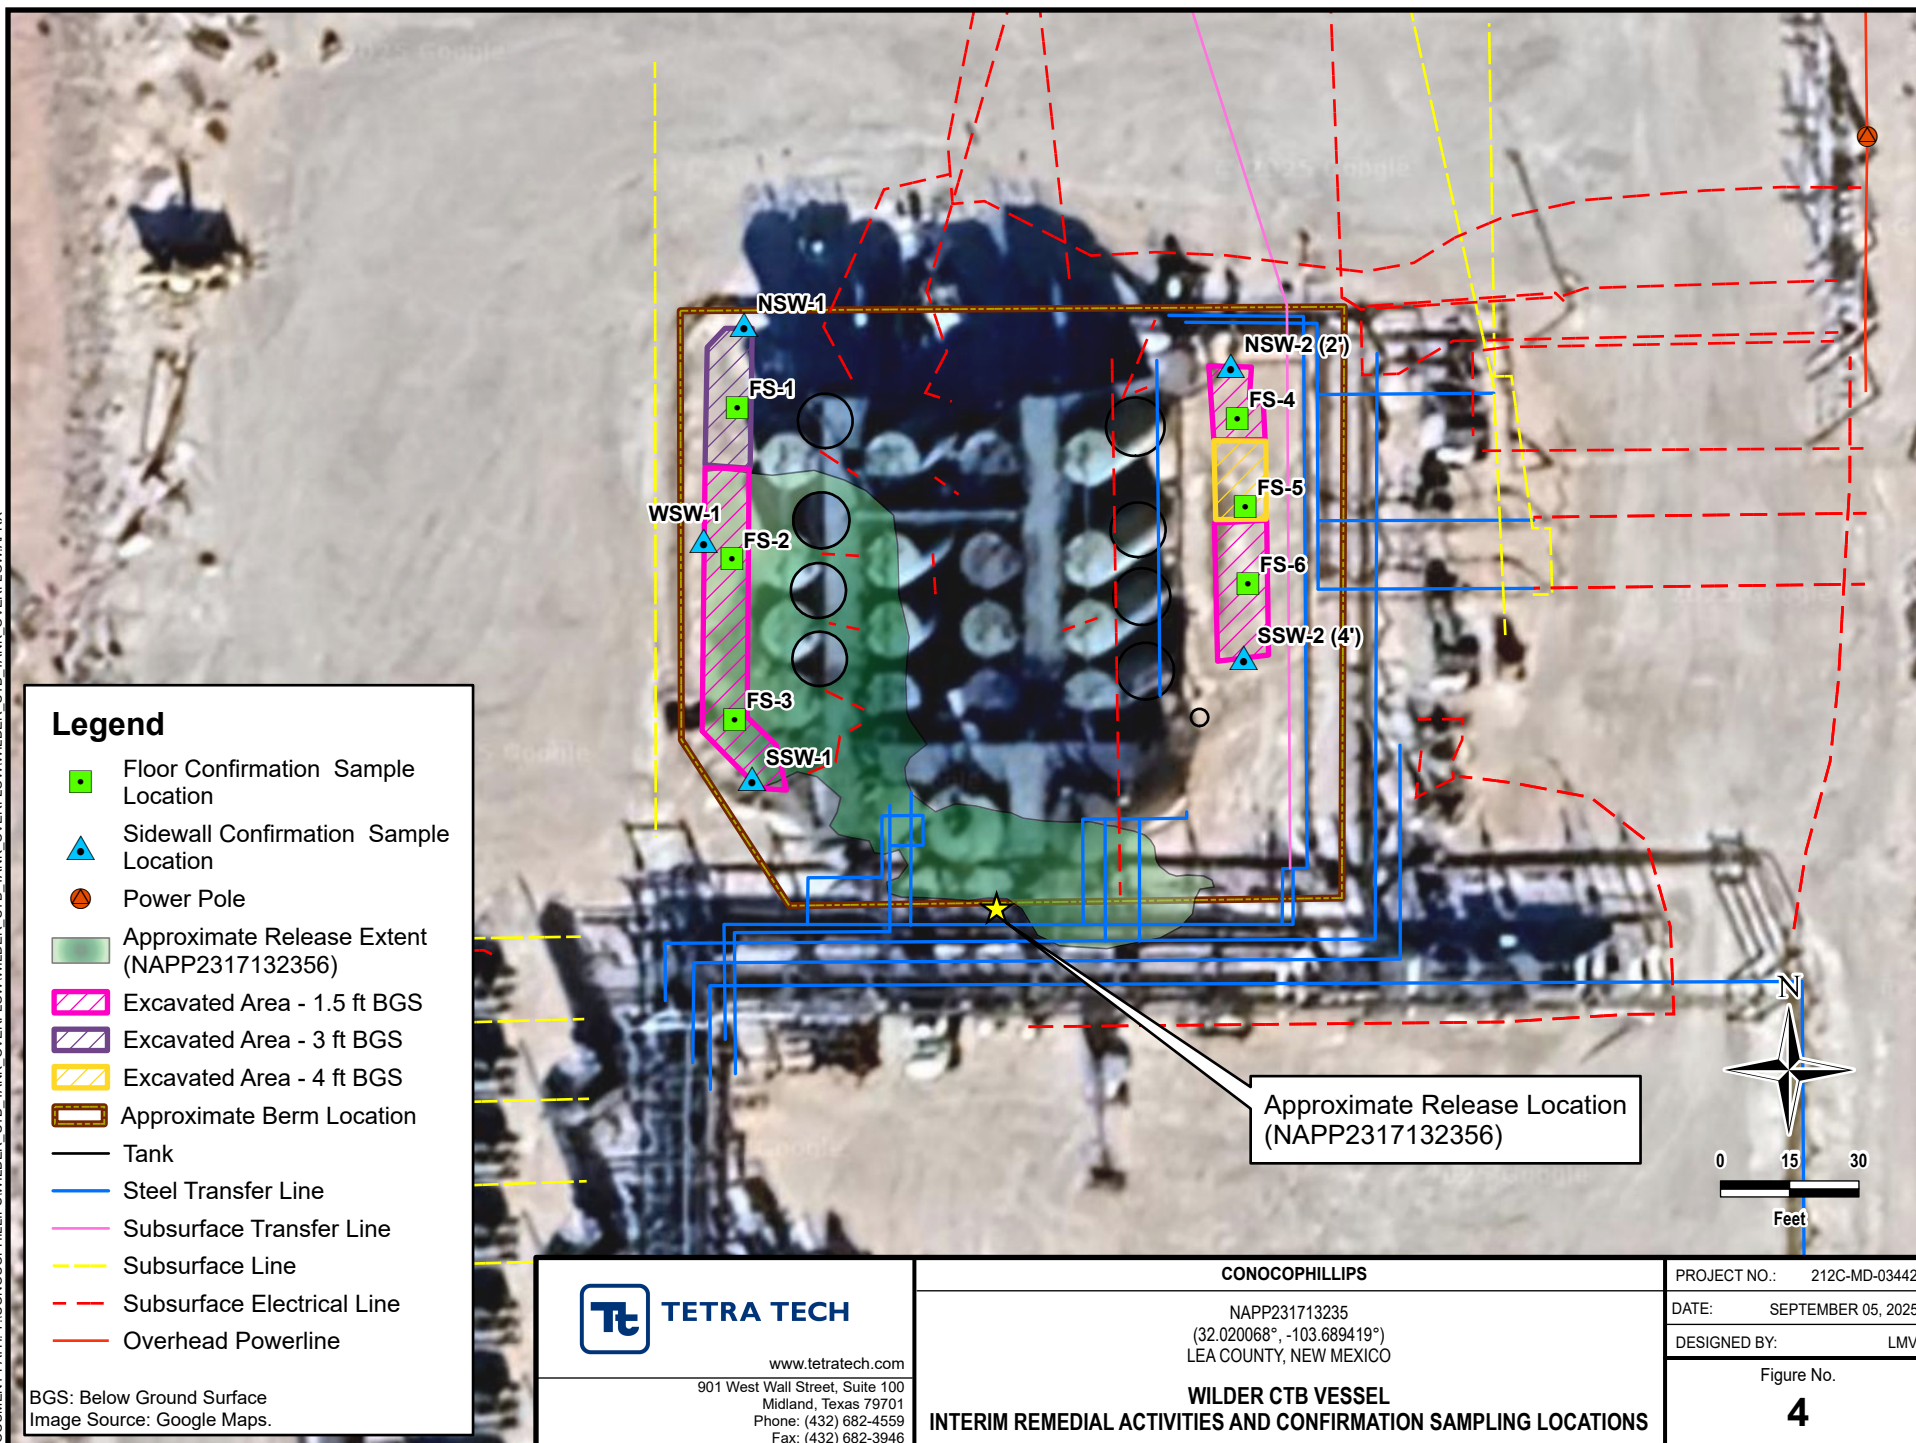 NSW-1
FS-1
WSW-1
FS-2
FS-3
SSW-1
NSW-2 (2')
FS-4
FS-5
FS-6
SSW-2 (4')
Legend
Floor Confirmation Sample
Location
Sidewall Confirmation Sample
Location
Power Pole
Approximate Release Extent
(NAPP2317132356)
Excavated Area - 1.5 ft BGS
Excavated Area - 3 ft BGS
Excavated Area - 4 ft BGS
Approximate Berm Location
Tank
Steel Transfer Line
Subsurface Transfer Line
Subsurface Line
Subsurface Electrical Line
Overhead Powerline
BGS: Below Ground Surface
Image Source: Google Maps.
Approximate Release Location
(NAPP2317132356)
N
0 15 30
Feet
Tt TETRA TECH
www.tetratech.com
901 West Wall Street, Suite 100
Midland, Texas 79701
Phone: (432) 682-4559
Fax: (432) 682-3946
CONOCOPHILLIPS
NAPP231713235
(32.020068°, -103.689419°)
LEA COUNTY, NEW MEXICO
WILDER CTB VESSEL
INTERIM REMEDIAL ACTIVITIES AND CONFIRMATION SAMPLING LOCATIONS
PROJECT NO.: 212C-MD-03442
DATE: SEPTEMBER 05, 2025
DESIGNED BY: LMV
Figure No.
4